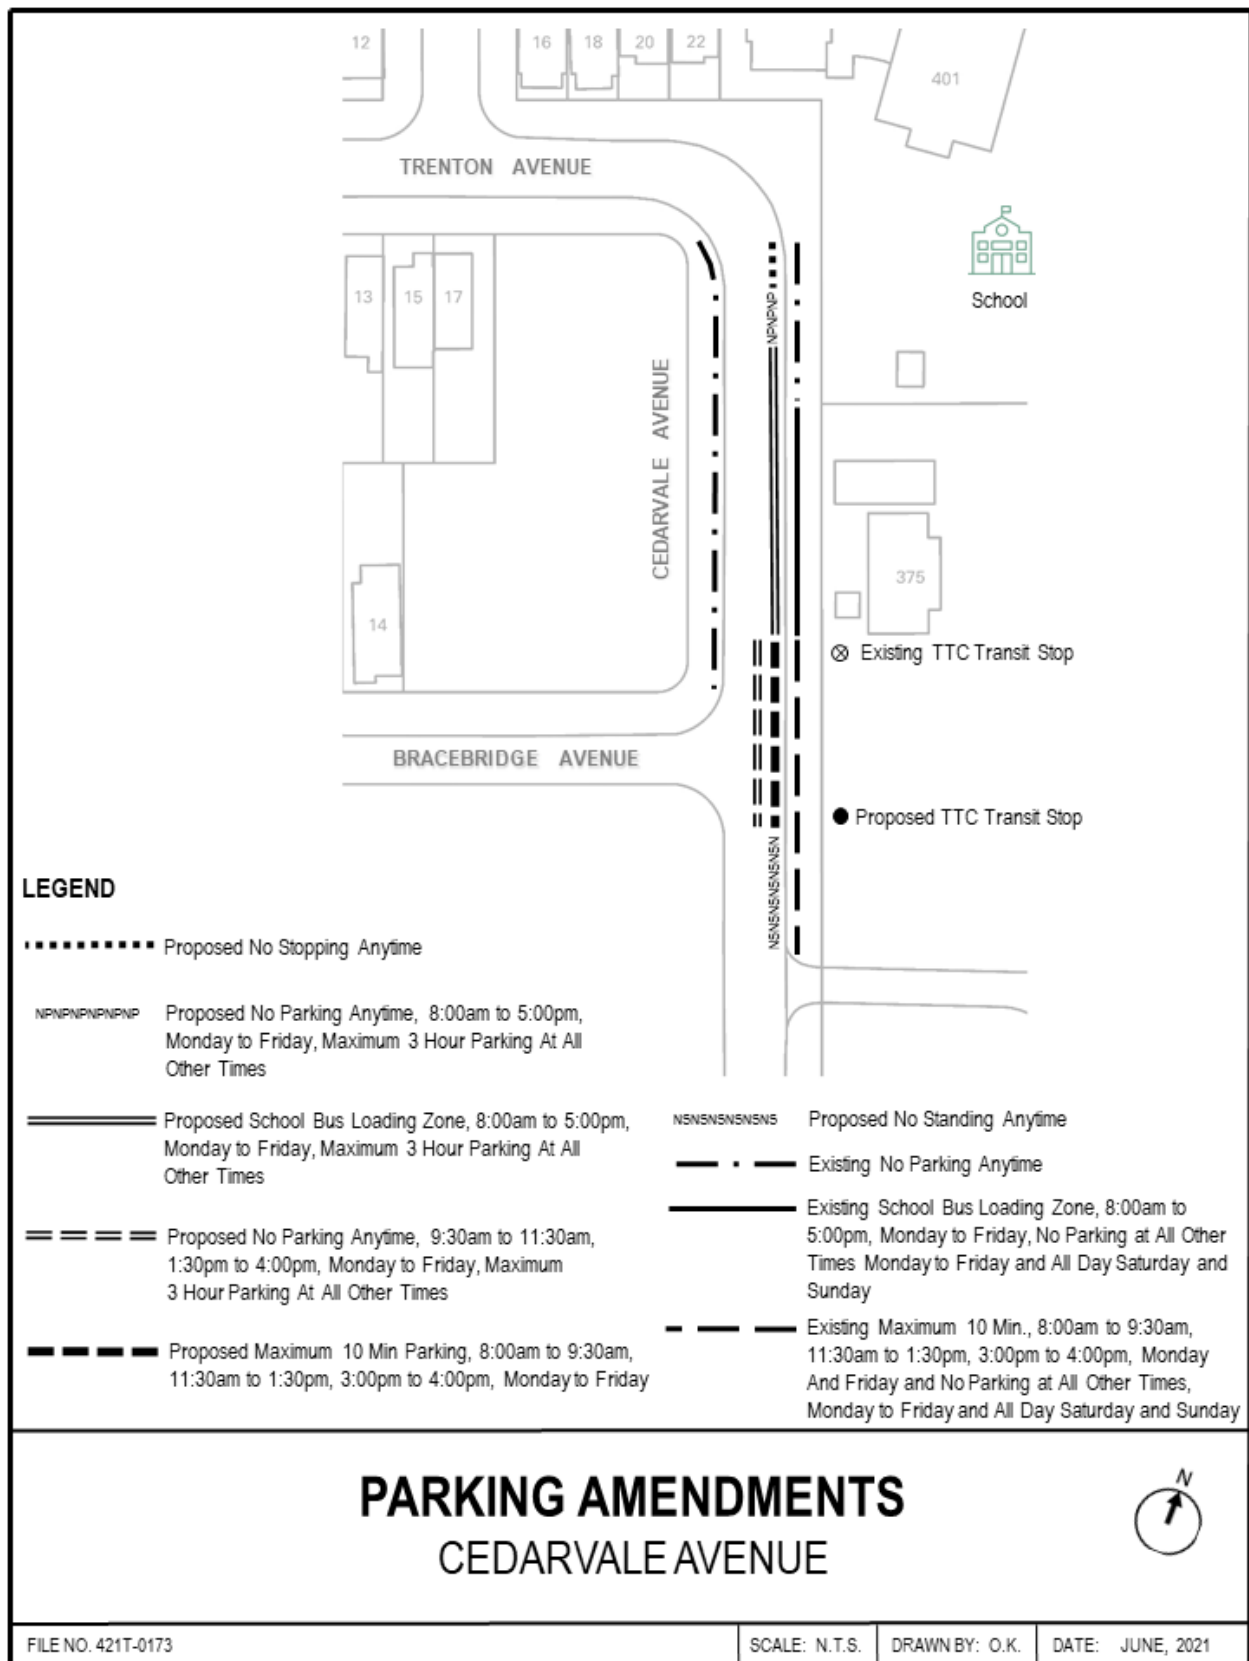 12
16
18
20
22
401
TRENTON AVENUE
School
13
15
17
NPNPNP
CEDARVALE AVENUE
375
14
Existing TTC Transit Stop
BRACEBRIDGE AVENUE
Proposed TTC Transit Stop
LEGEND
Proposed No Stopping Anytime
NPNPNPNPNPNP
Proposed No Parking Anytime, 8:00am to 5:00pm,
Monday to Friday, Maximum 3 Hour Parking At All
Other Times
Proposed School Bus Loading Zone, 8:00am to 5:00pm,
Monday to Friday, Maximum 3 Hour Parking At All
Other Times
Proposed No Parking Anytime, 9:30am to 11:30am,
1:30pm to 4:00pm, Monday to Friday, Maximum
3 Hour Parking At All Other Times
Proposed Maximum 10 Min Parking, 8:00am to 9:30am,
11:30am to 1:30pm, 3:00pm to 4:00pm, Monday to Friday
NSNSNSNSNSNS
Proposed No Standing Anytime
Existing No Parking Anytime
Existing School Bus Loading Zone, 8:00am to
5:00pm, Monday to Friday, No Parking at All Other
Times Monday to Friday and All Day Saturday and
Sunday
Existing Maximum 10 Min., 8:00am to 9:30am,
11:30am to 1:30pm, 3:00pm to 4:00pm, Monday
And Friday and No Parking at All Other Times,
Monday to Friday and All Day Saturday and Sunday
PARKING AMENDMENTS
CEDARVALE AVENUE
N
FILE NO. 421T-0173
SCALE: N.T.S.
DRAWN BY: O.K.
DATE: JUNE, 2021